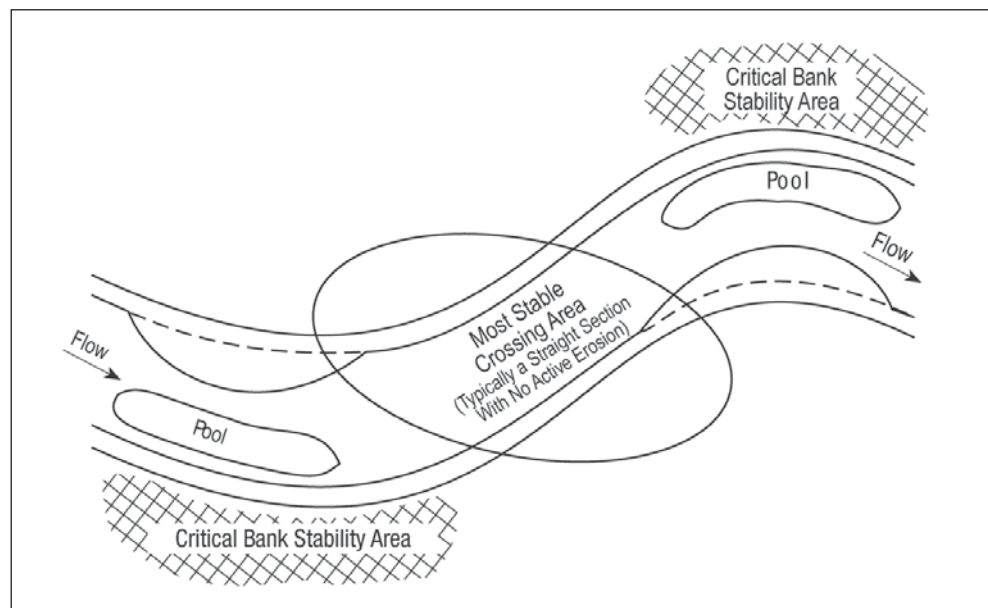 Critical Bank
Stability Area
Pool
Flow
Most Stable
Crossing Area
(Typically a Straight Section
With No Active Erosion)
Flow
Pool
Critical Bank Stability Area